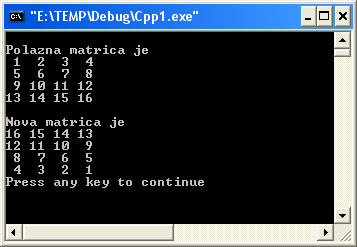 "E:\TEMP\Debug\Cpp1.exe"
Polazna matrica je
 1  2  3  4
 5  6  7  8
 9 10 11 12
13 14 15 16
Nova matrica je
16 15 14 13
12 11 10  9
 8  7  6  5
 4  3  2  1
Press any key to continue